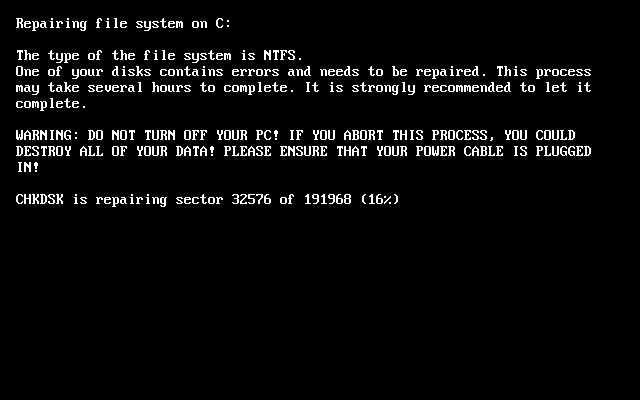 Repairing file system on C:
The type of the file system is NTFS.
One of your disks contains errors and needs to be repaired. This process
may take several hours to complete. It is strongly recommended to let it
complete.
WARNING: DO NOT TURN OFF YOUR PC! IF YOU ABORT THIS PROCESS, YOU COULD
DESTROY ALL OF YOUR DATA! PLEASE ENSURE THAT YOUR POWER CABLE IS PLUGGED
IN!
CHKDSK is repairing sector 32576 of 191968 (16%)